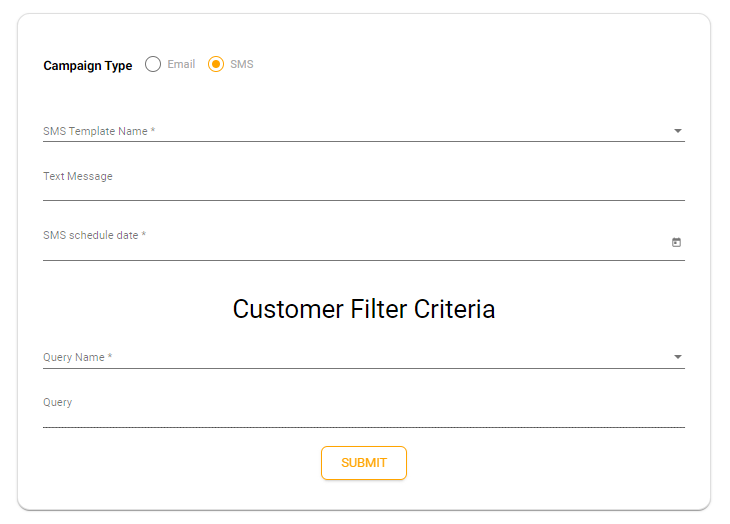 Campaign Type Email SMS
SMS Template Name *
Text Message
SMS schedule date *
Customer Filter Criteria
Query Name *
Query
SUBMIT